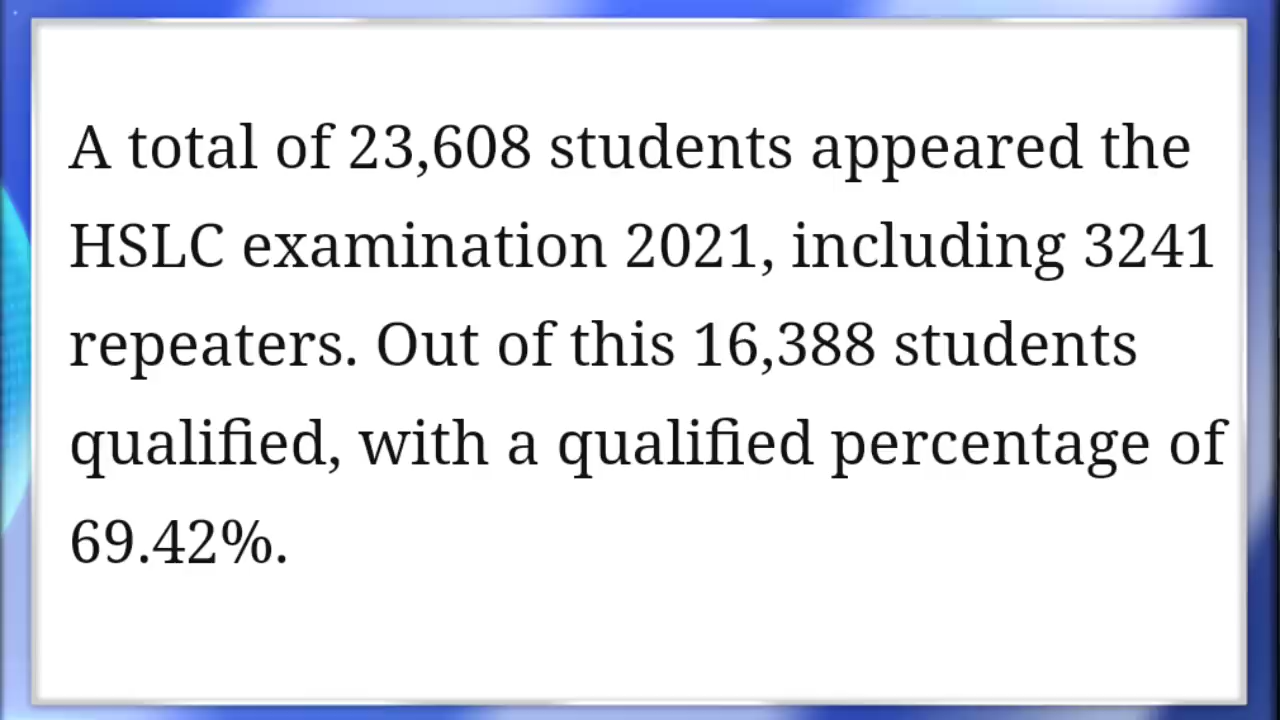 A total of 23,608 students appeared the
HSLC examination 2021, including 3241
repeaters. Out of this 16,388 students
qualified, with a qualified percentage of
69.42%.